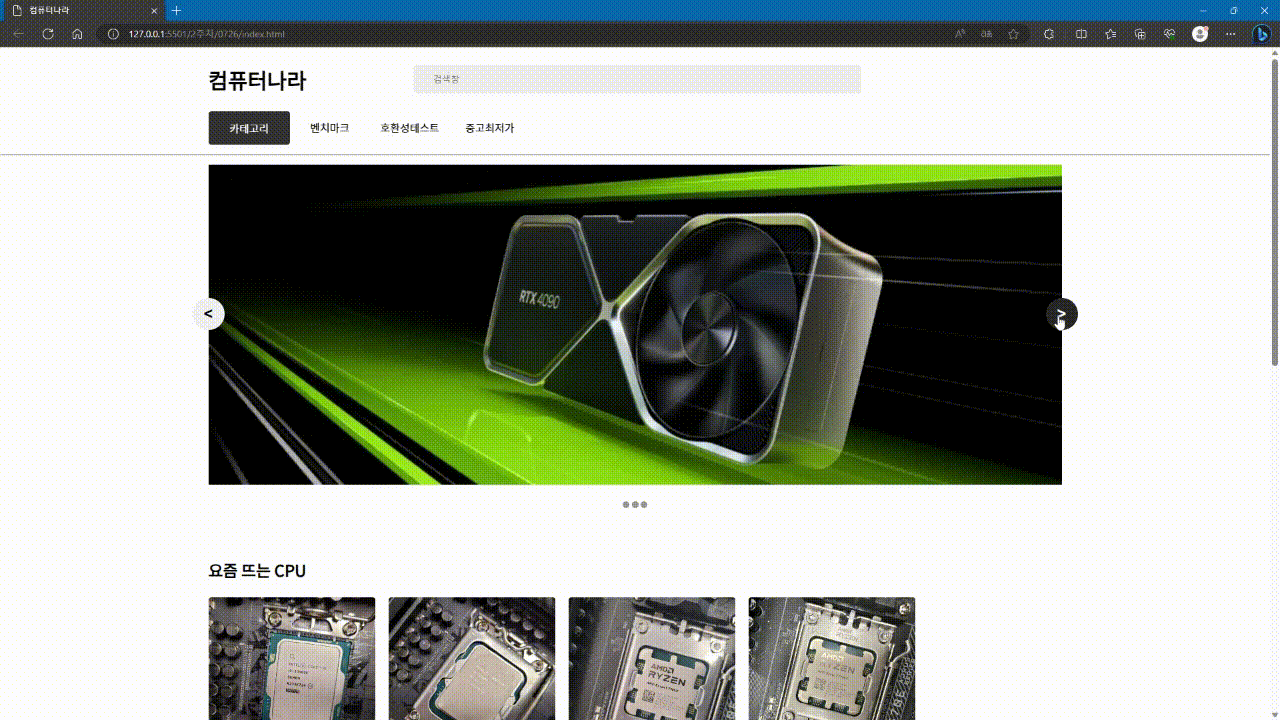 컴퓨터나라
127.0.0.1:5501/2주차/0726/index.html
컴퓨터나라
검색창
카테고리
벤치마크
호환성테스트
중고최저가
RTX 4090
<
>
요즘 뜨는 CPU
AMD
RYZEN
AMD
RYZEN